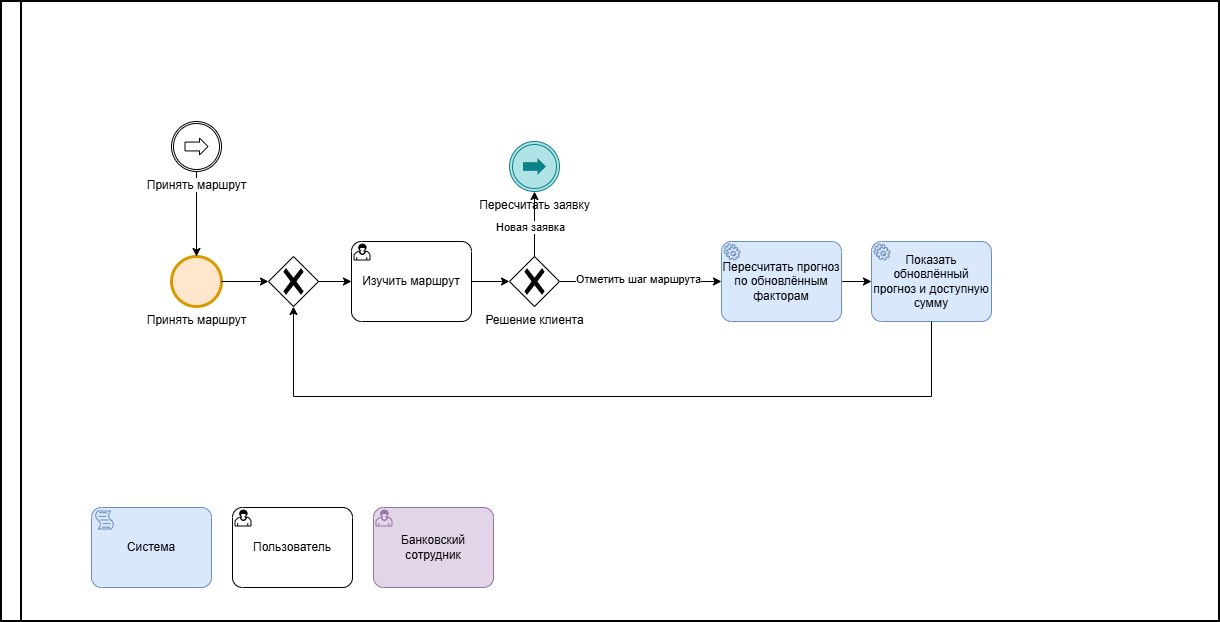 Принять маршрут
Пересчитать заявку
Новая заявка
Принять маршрут
Изучить маршрут
Решение клиента
Отметить шаг маршрута
Пересчитать прогноз
по обновлённым
факторам
Показать
обновлённый
прогноз и доступную
сумму
Система
Пользователь
Банковский
сотрудник